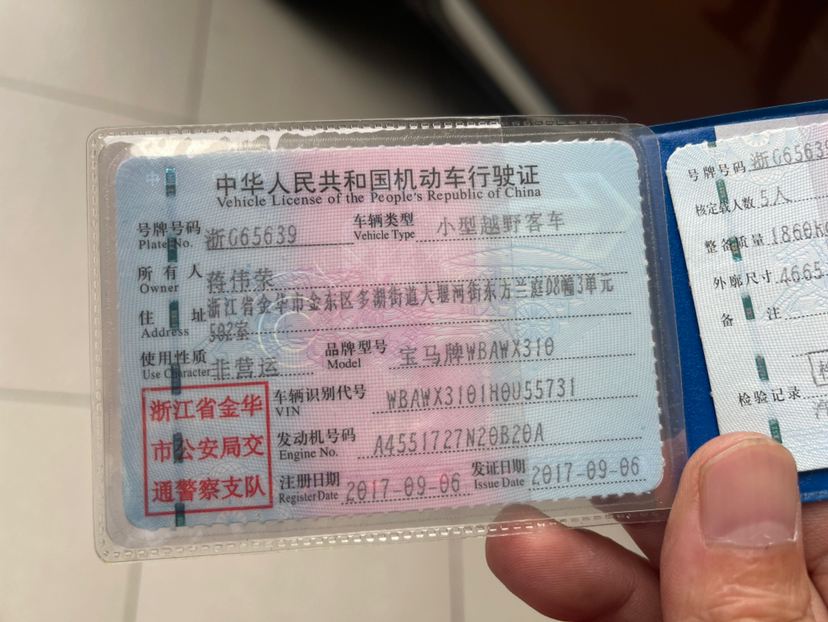 中华人民共和国机动车行驶证
Vehicle License of the People's Republic of China
号牌号码 浙G65639 车辆类型 小型越野客车
Plate No. Vehicle Type
所有人 蒋伟荣
Owner
住址 浙江省金华市金东区多湖街道大堰河街东方兰庭D8幢3单元
Address 502室
使用性质 非营运 品牌型号 宝马牌WBAWX310
Use Character Model
浙江省金华
市公安局交
通警察支队
车辆识别代号 WBAWX3101H0U55731
VIN
发动机号码 A4551727N20B20A
Engine No.
注册日期 2017-09-06 发证日期 2017-09-06
Register Date Issue Date
号牌号码 浙G65639
核定载人数 5人
整备质量 1860kg
外廓尺寸 4665
备注
检验记录